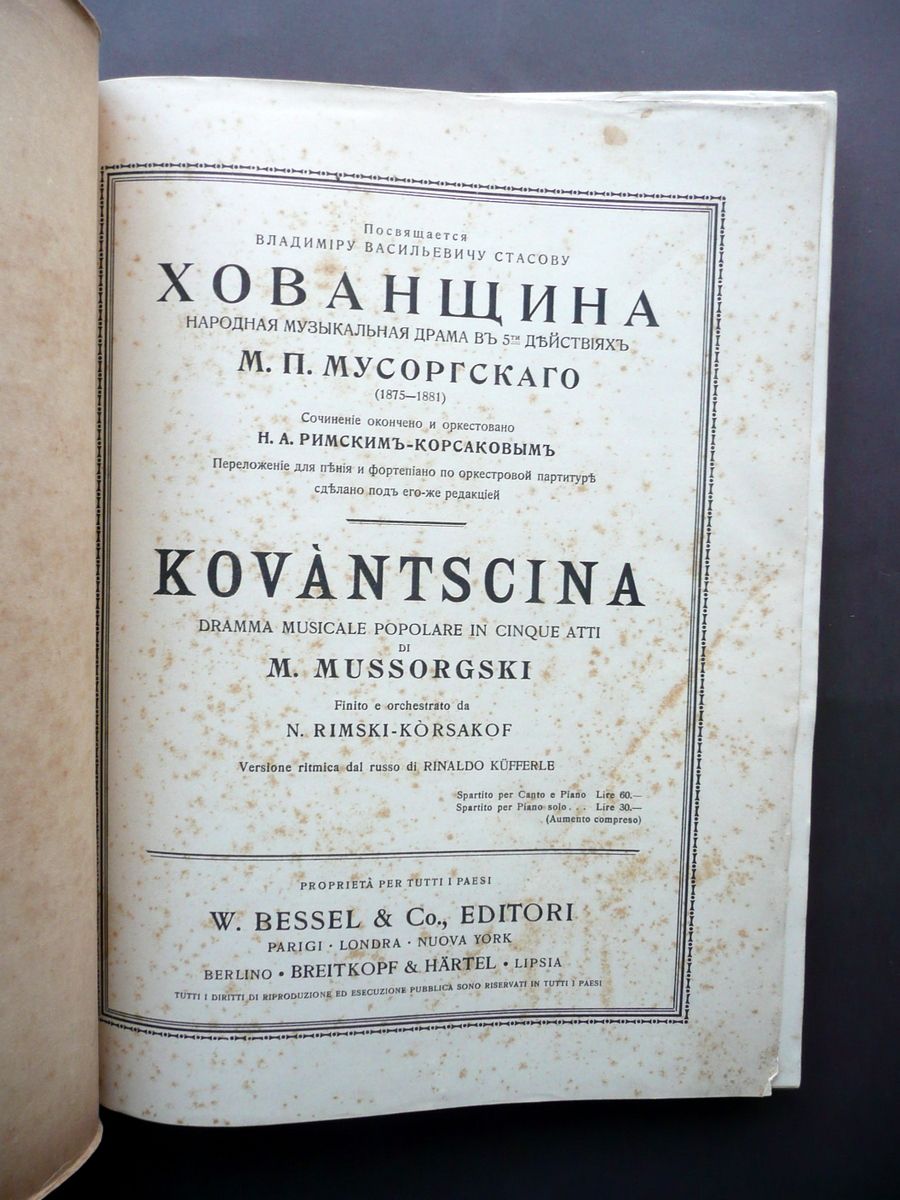 Посвящается
ВЛАДИМІРУ ВАСИЛЬЕВИЧУ СТАСОВУ
ХОВАНЩИНА
НАРОДНАЯ МУЗЫКАЛЬНАЯ ДРАМА ВЪ 5ТИ ДѢЙСТВІЯХЪ
М. П. МУСОРГСКАГО
(1875—1881)
Сочиненіе окончено и оркестовано
Н. А. РИМСКИМЪ-КОРСАКОВЫМЪ
Переложеніе для пѣнія и фортепіано по оркестровой партитурѣ
сдѣлано подъ его-же редакціей
KOVÀNTSCINA
DRAMMA MUSICALE POPOLARE IN CINQUE ATTI
DI
M. MUSSORGSKI
Finito e orchestrato da
N. RIMSKI-KÒRSAKOF
Versione ritmica dal russo di RINALDO KÜFFERLE
Spartito per Canto e Piano Lire 60.—
Spartito per Piano solo . . . Lire 30.—
(Aumento compreso)
PROPRIETÀ PER TUTTI I PAESI
W. BESSEL & Co., EDITORI
PARIGI · LONDRA · NUOVA YORK
BERLINO • BREITKOPF & HÄRTEL • LIPSIA
TUTTI I DIRITTI DI RIPRODUZIONE ED ESECUZIONE PUBBLICA SONO RISERVATI IN TUTTI I PAESI